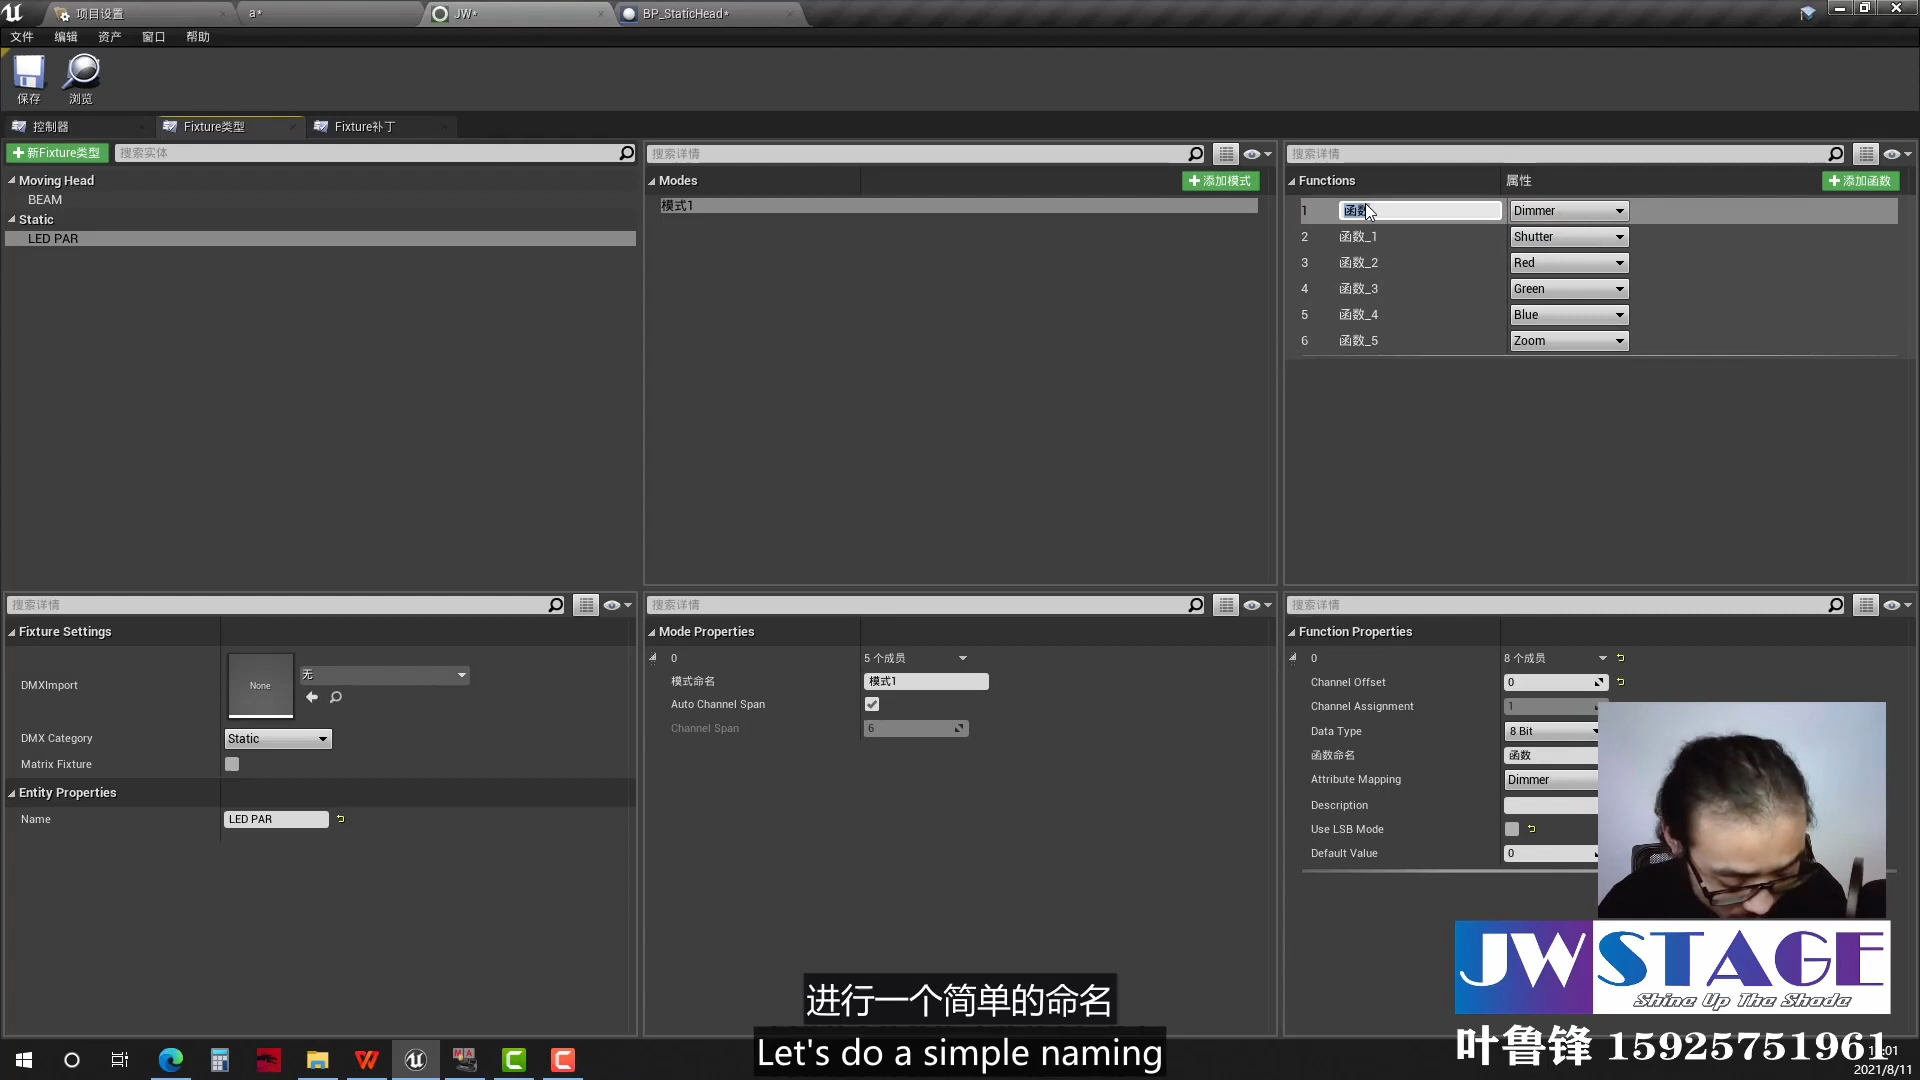 项目设置
a*
JW*
BP_StaticHead*
文件 编辑 资产 窗口 帮助
保存 浏览
控制器 Fixture类型 Fixture补丁
新Fixture类型 搜索实体
Moving Head
BEAM
Static
LED PAR
搜索详情
Modes 添加模式
模式1
搜索详情
Functions 属性 添加函数
1 函数 Dimmer
2 函数_1 Shutter
3 函数_2 Red
4 函数_3 Green
5 函数_4 Blue
6 函数_5 Zoom
搜索详情
Fixture Settings
DMXImport None 无
DMX Category Static
Matrix Fixture
Entity Properties
Name LED PAR
搜索详情
Mode Properties
0 5 个成员
模式命名 模式1
Auto Channel Span
Channel Span 6
搜索详情
Function Properties
0 8 个成员
Channel Offset 0
Channel Assignment 1
Data Type 8 Bit
函数命名 函数
Attribute Mapping Dimmer
Description
Use LSB Mode
Default Value 0
JWSTAGE
Shine Up The Shade
叶鲁锋 15925751961
进行一个简单的命名
Let's do a simple naming
:01
2021/8/11